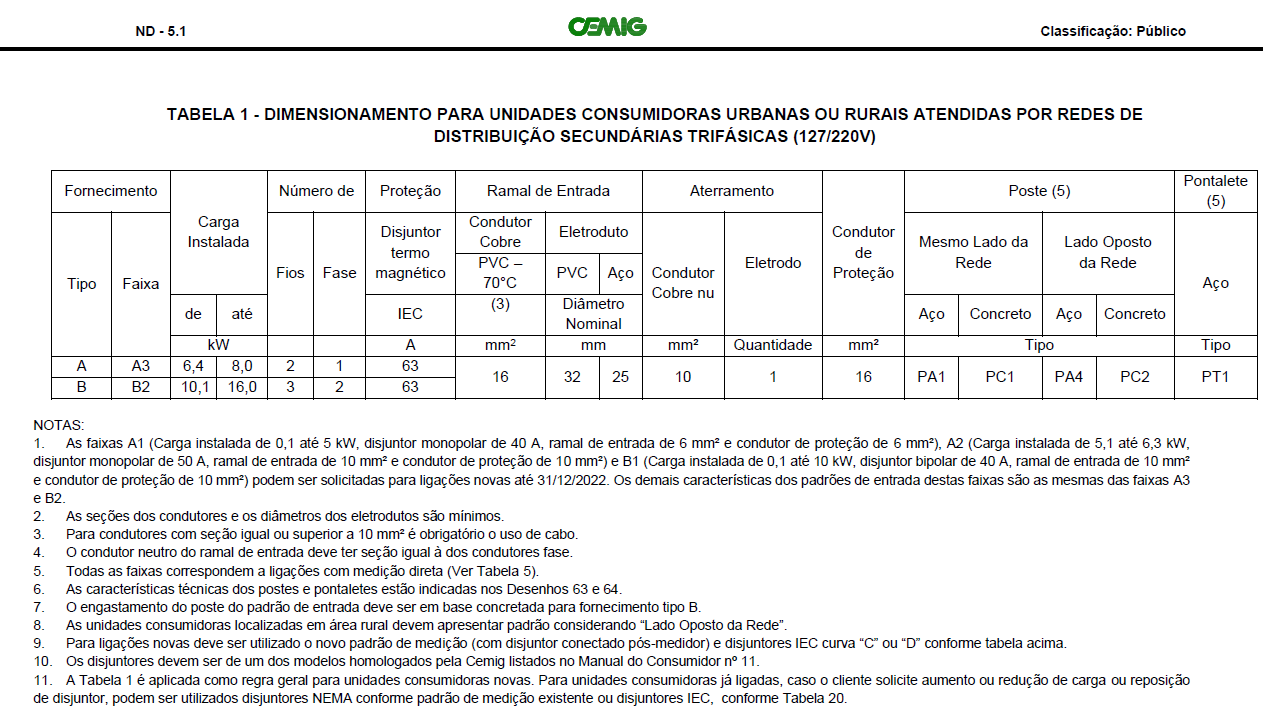 ND - 5.1
CEMIG
Classificação: Público
TABELA 1 - DIMENSIONAMENTO PARA UNIDADES CONSUMIDORAS URBANAS OU RURAIS ATENDIDAS POR REDES DE
DISTRIBUIÇÃO SECUNDÁRIAS TRIFÁSICAS (127/220V)
Fornecimento
Carga
Instalada
Número de
Proteção
Ramal de Entrada
Aterramento
Condutor
de
Proteção
Poste (5)
Pontalete
(5)
Tipo
Faixa
Fios
Fase
Disjuntor
termo
magnético
Condutor
Cobre
Eletroduto
Condutor
Cobre nu
Eletrodo
Mesmo Lado da
Rede
Lado Oposto
da Rede
Aço
PVC –
70°C
PVC
Aço
de
até
IEC
(3)
Diâmetro
Nominal
Aço
Concreto
Aço
Concreto
kW
A
mm²
mm
mm²
Quantidade
mm²
Tipo
Tipo
A
A3
6,4
8,0
2
1
63
16
32
25
10
1
16
PA1
PC1
PA4
PC2
PT1
B
B2
10,1
16,0
3
2
63
NOTAS:
1. As faixas A1 (Carga instalada de 0,1 até 5 kW, disjuntor monopolar de 40 A, ramal de entrada de 6 mm² e condutor de proteção de 6 mm²), A2 (Carga instalada de 5,1 até 6,3 kW,
disjuntor monopolar de 50 A, ramal de entrada de 10 mm² e condutor de proteção de 10 mm²) e B1 (Carga instalada de 0,1 até 10 kW, disjuntor bipolar de 40 A, ramal de entrada de 10 mm²
e condutor de proteção de 10 mm²) podem ser solicitadas para ligações novas até 31/12/2022. Os demais características dos padrões de entrada destas faixas são as mesmas das faixas A3
e B2.
2. As seções dos condutores e os diâmetros dos eletrodutos são mínimos.
3. Para condutores com seção igual ou superior a 10 mm² é obrigatório o uso de cabo.
4. O condutor neutro do ramal de entrada deve ter seção igual à dos condutores fase.
5. Todas as faixas correspondem a ligações com medição direta (Ver Tabela 5).
6. As características técnicas dos postes e pontaletes estão indicadas nos Desenhos 63 e 64.
7. O engastamento do poste do padrão de entrada deve ser em base concretada para fornecimento tipo B.
8. As unidades consumidoras localizadas em área rural devem apresentar padrão considerando “Lado Oposto da Rede”.
9. Para ligações novas deve ser utilizado o novo padrão de medição (com disjuntor conectado pós-medidor) e disjuntores IEC curva “C” ou “D” conforme tabela acima.
10. Os disjuntores devem ser de um dos modelos homologados pela Cemig listados no Manual do Consumidor nº 11.
11. A Tabela 1 é aplicada como regra geral para unidades consumidoras novas. Para unidades consumidoras já ligadas, caso o cliente solicite aumento ou redução de carga ou reposição
de disjuntor, podem ser utilizados disjuntores NEMA conforme padrão de medição existente ou disjuntores IEC, conforme Tabela 20.